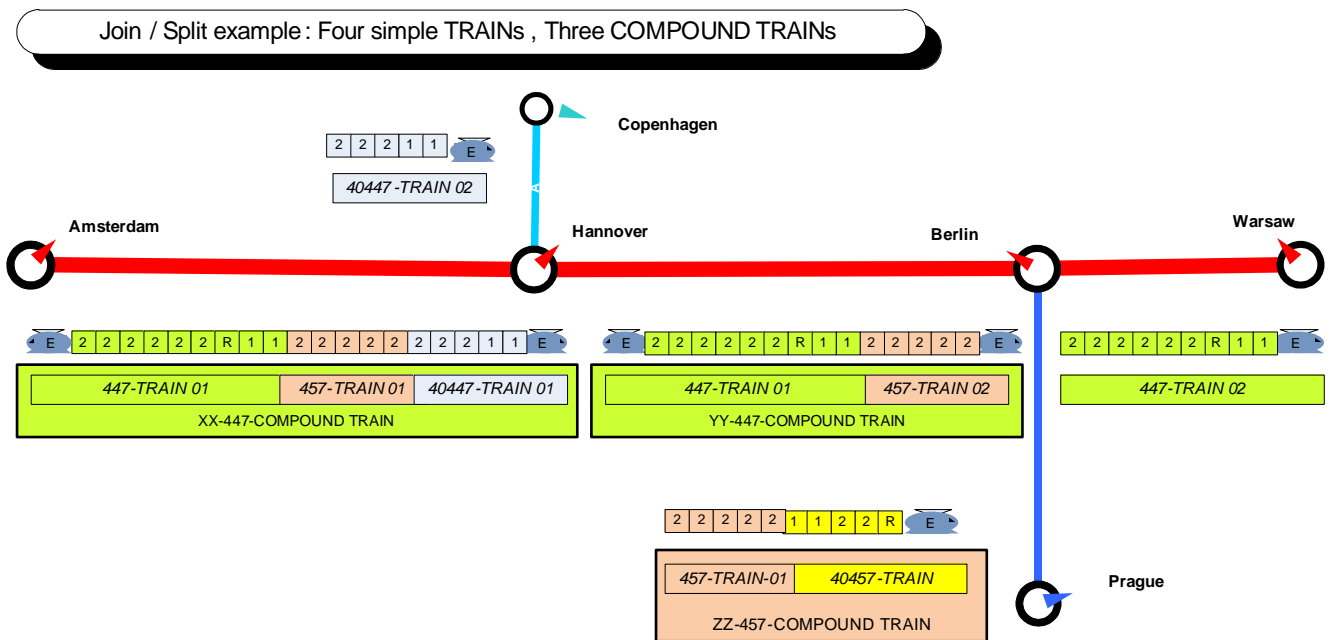 Join / Split example : Four simple TRAINs , Three COMPOUND TRAINs
Copenhagen
2 2 2 1 1 E
40447-TRAIN 02
A
Amsterdam
Hannover
Berlin
Warsaw
E 2 2 2 2 2 2 R 1 1 2 2 2 2 2 2 2 2 1 1 E
E 2 2 2 2 2 2 R 1 1 2 2 2 2 2 E
2 2 2 2 2 2 R 1 1 E
447-TRAIN 01 457-TRAIN 01 40447-TRAIN 01
XX-447-COMPOUND TRAIN
447-TRAIN 01 457-TRAIN 02
YY-447-COMPOUND TRAIN
447-TRAIN 02
2 2 2 2 2 1 1 2 2 R E
457-TRAIN-01 40457-TRAIN
ZZ-457-COMPOUND TRAIN
Prague